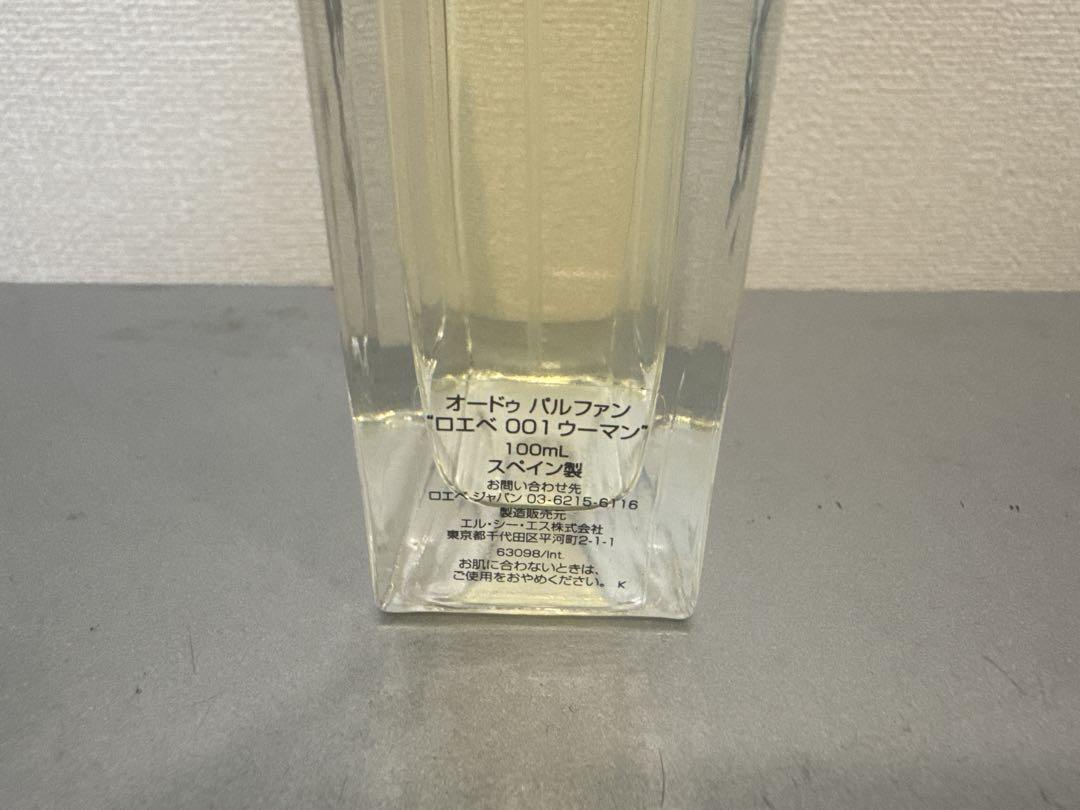 オードゥ パルファン
"ロエベ 001 ウーマン"
100mL
スペイン製
お問い合わせ先
ロエベ ジャパン 03-6215-6116
製造販売元
エル・シー・エス株式会社
東京都千代田区平河町2-1-1
63098/Int.
お肌に合わないときは、
ご使用をおやめください。 K